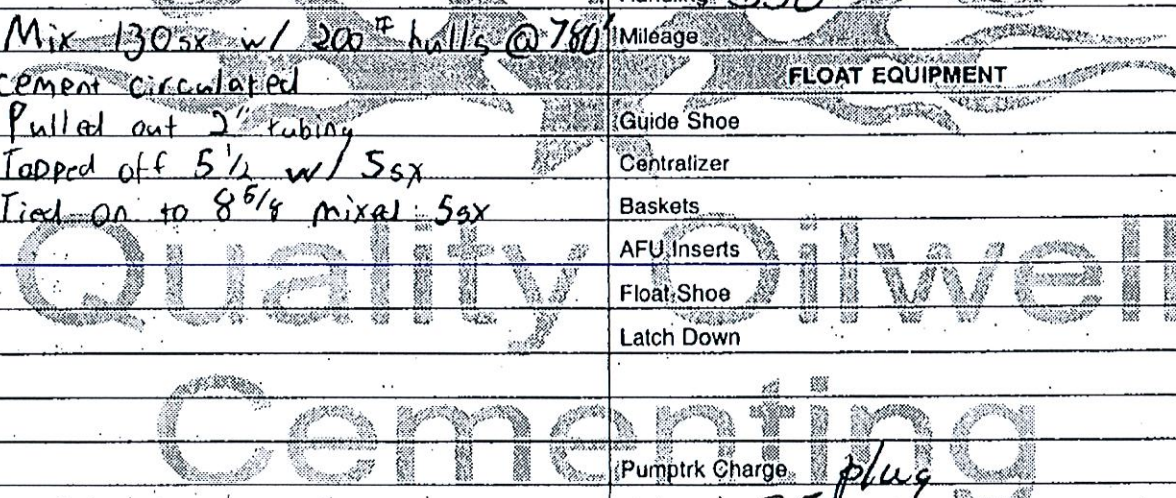 Mix 130sx w/ 200# hulls @ 780'
cement circulated
Pulled out 2" tubing
Topped off 5 1/2 w/ 5sx
Tied on to 8 5/8 mixed 5sx
Mileage
FLOAT EQUIPMENT
Guide Shoe
Centralizer
Baskets
AFU Inserts
Float Shoe
Latch Down
Quality Oilwell
Cementing
Pumptrk Charge plug